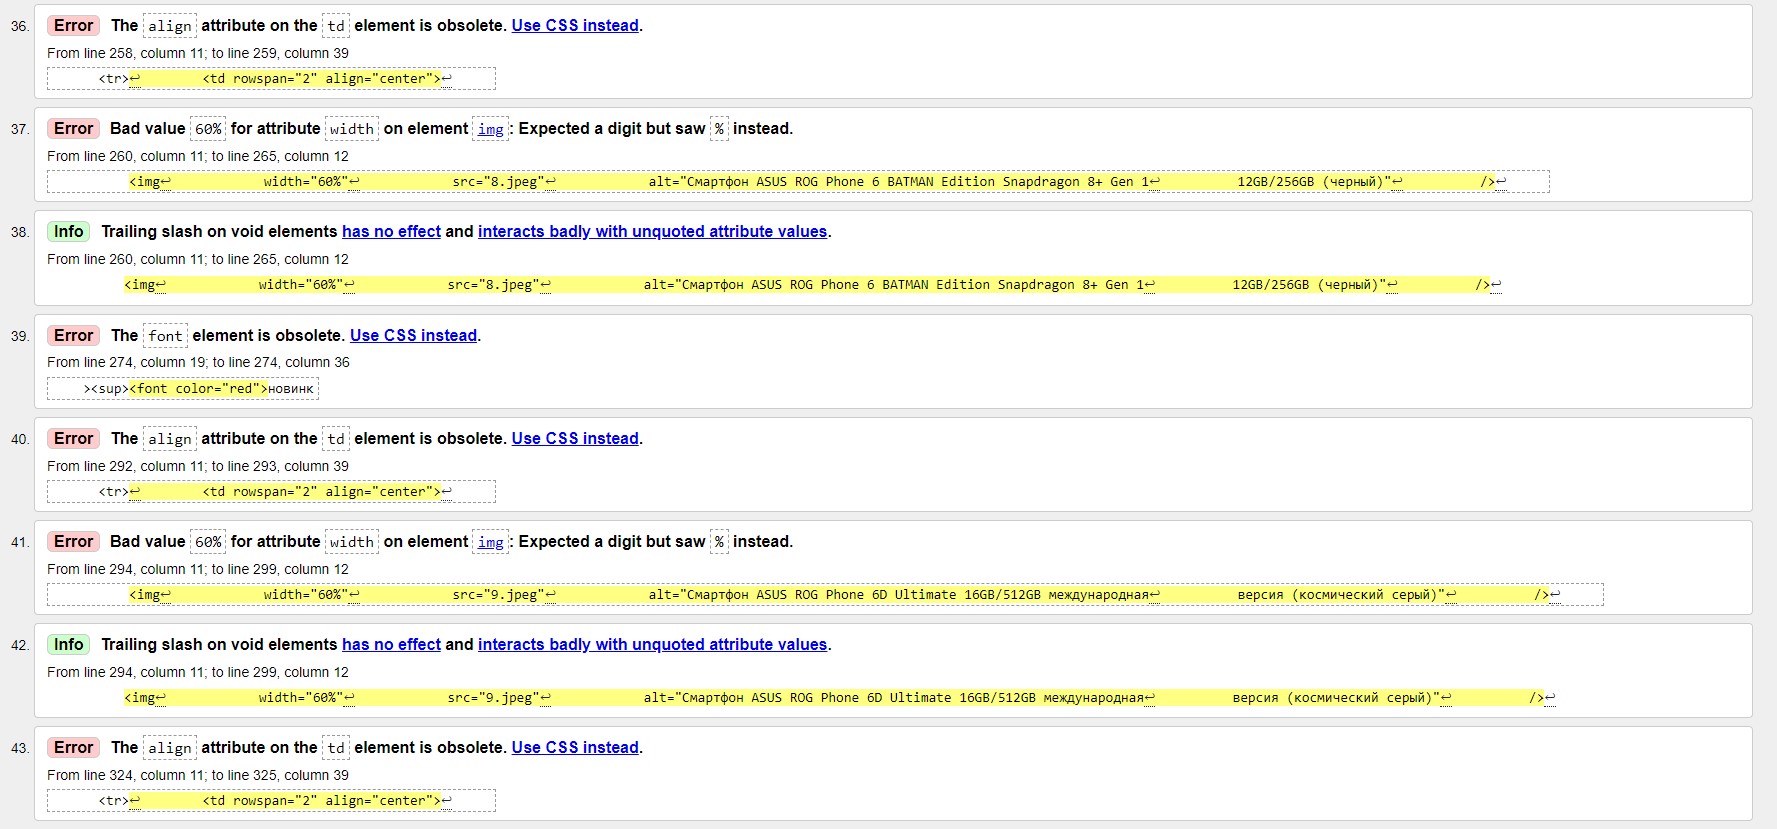 36. Error The align attribute on the td element is obsolete. Use CSS instead.
From line 258, column 11; to line 259, column 39
<tr>↩ <td rowspan="2" align="center">↩
37. Error Bad value 60% for attribute width on element img: Expected a digit but saw % instead.
From line 260, column 11; to line 265, column 12
<img↩ width="60%"↩ src="8.jpeg"↩ alt="Смартфон ASUS ROG Phone 6 BATMAN Edition Snapdragon 8+ Gen 1↩ 12GB/256GB (черный)"↩ />↩
38. Info Trailing slash on void elements has no effect and interacts badly with unquoted attribute values.
From line 260, column 11; to line 265, column 12
<img↩ width="60%"↩ src="8.jpeg"↩ alt="Смартфон ASUS ROG Phone 6 BATMAN Edition Snapdragon 8+ Gen 1↩ 12GB/256GB (черный)"↩ />↩
39. Error The font element is obsolete. Use CSS instead.
From line 274, column 19; to line 274, column 36
><sup><font color="red">новинк
40. Error The align attribute on the td element is obsolete. Use CSS instead.
From line 292, column 11; to line 293, column 39
<tr>↩ <td rowspan="2" align="center">↩
41. Error Bad value 60% for attribute width on element img: Expected a digit but saw % instead.
From line 294, column 11; to line 299, column 12
<img↩ width="60%"↩ src="9.jpeg"↩ alt="Смартфон ASUS ROG Phone 6D Ultimate 16GB/512GB международная↩ версия (космический серый)"↩ />↩
42. Info Trailing slash on void elements has no effect and interacts badly with unquoted attribute values.
From line 294, column 11; to line 299, column 12
<img↩ width="60%"↩ src="9.jpeg"↩ alt="Смартфон ASUS ROG Phone 6D Ultimate 16GB/512GB международная↩ версия (космический серый)"↩ />↩
43. Error The align attribute on the td element is obsolete. Use CSS instead.
From line 324, column 11; to line 325, column 39
<tr>↩ <td rowspan="2" align="center">↩